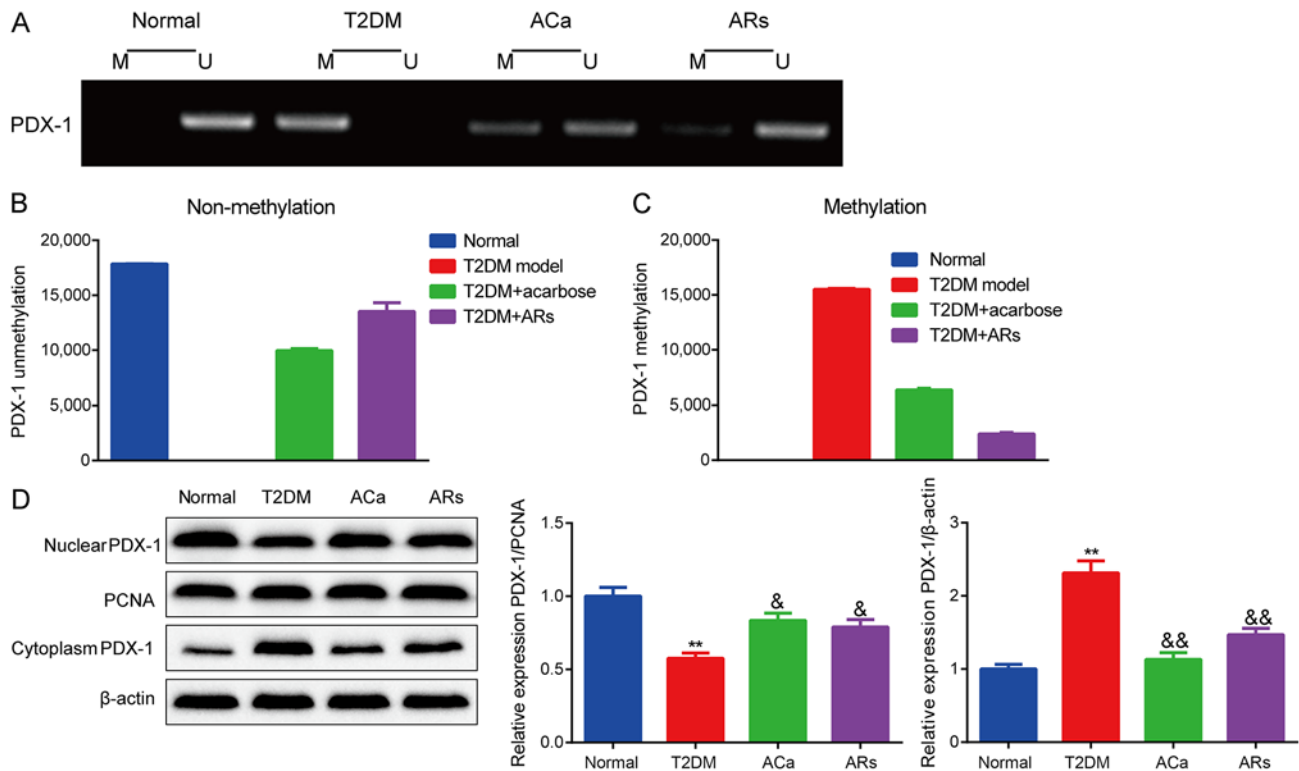 A
Normal T2DM ACa ARs
M U M U M U M U
PDX-1
B
Non-methylation
PDX-1 unmethylation
20,000
15,000
10,000
5,000
0
Normal
T2DM model
T2DM+acarbose
T2DM+ARs
C
Methylation
PDX-1 methylation
20,000
15,000
10,000
5,000
0
Normal
T2DM model
T2DM+acarbose
T2DM+ARs
D
Normal T2DM ACa ARs
Nuclear PDX-1
PCNA
Cytoplasm PDX-1
β-actin
Relative expression PDX-1/PCNA
1.5
1.0
0.5
0.0
** & &
Normal T2DM ACa ARs
Relative expression PDX-1/β-actin
3
2
1
0
** && &&
Normal T2DM ACa ARs